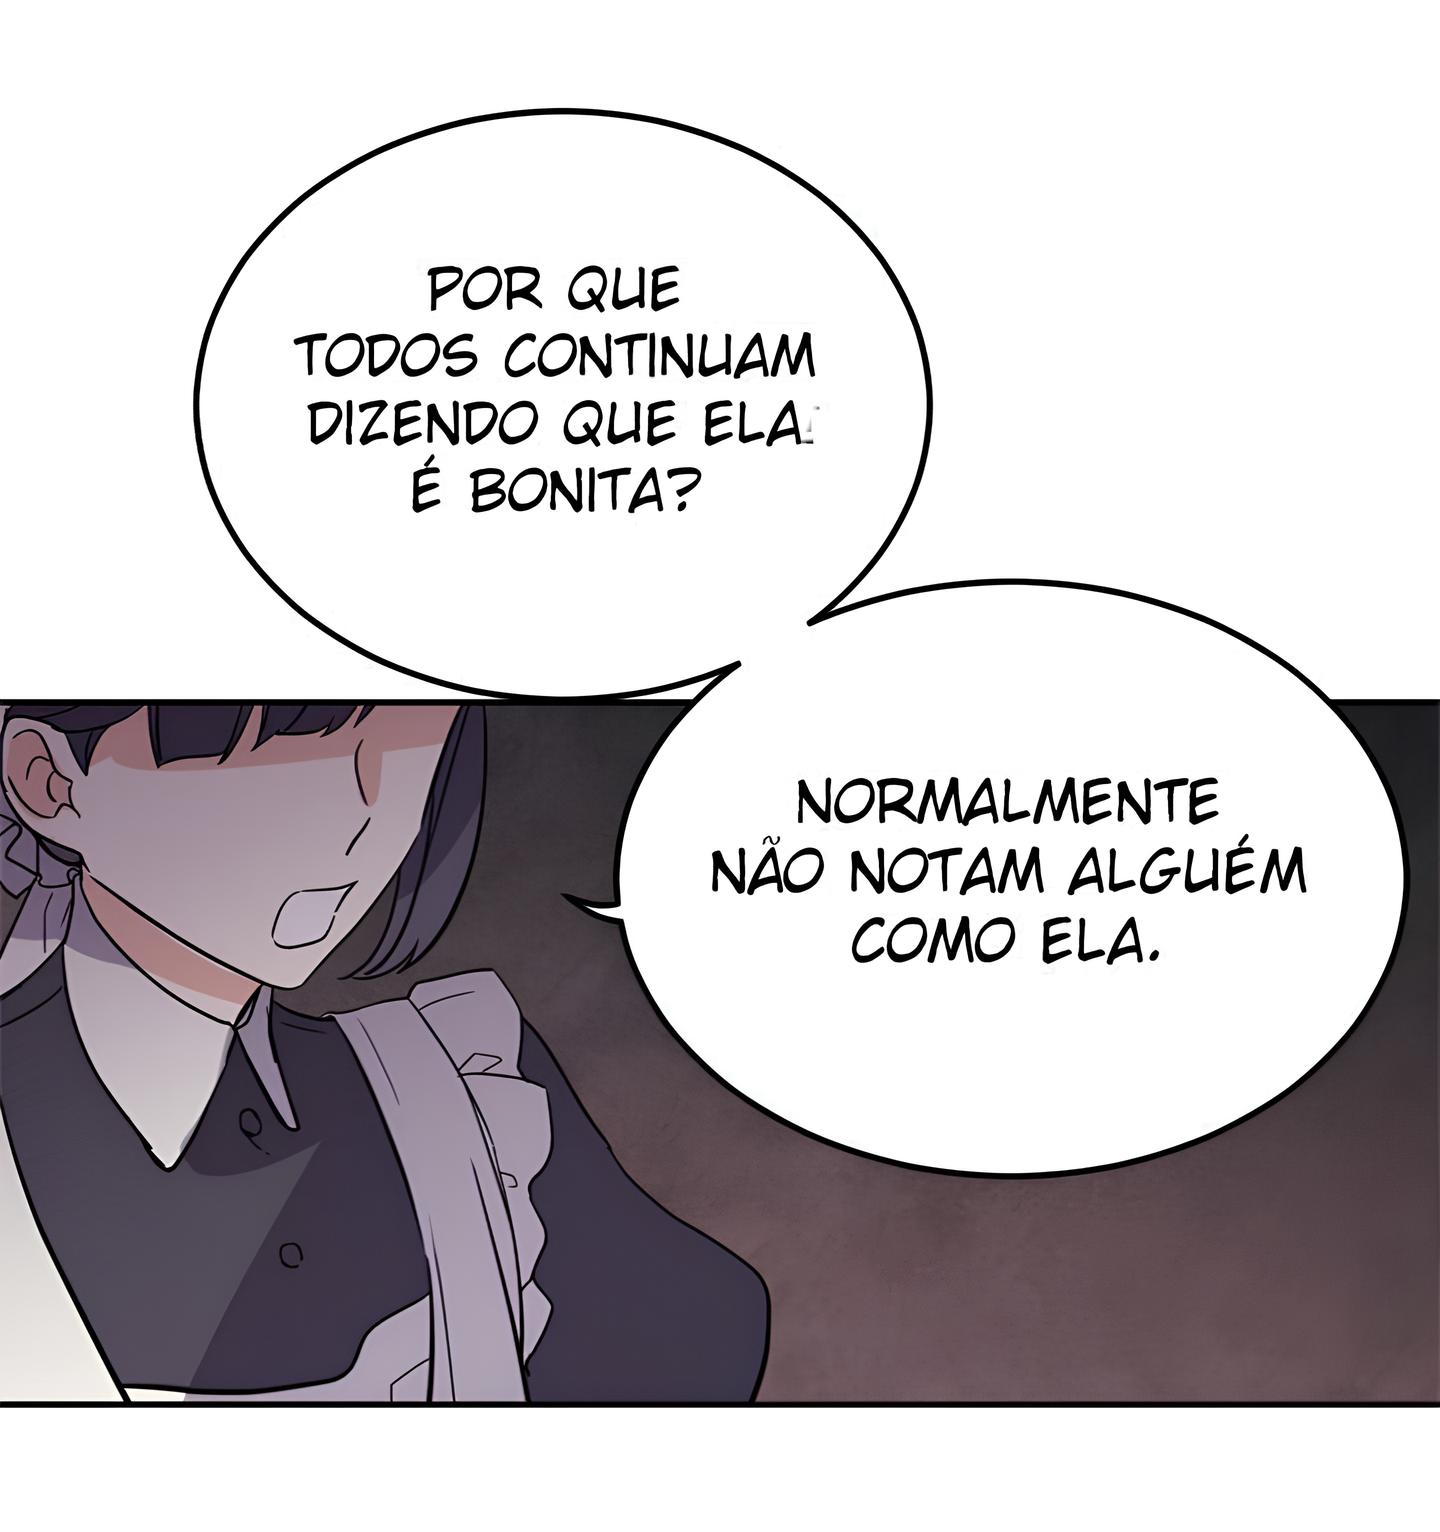 POR QUE
TODOS CONTINUAM
DIZENDO QUE ELA
É BONITA?
NORMALMENTE
NÃO NOTAM ALGUÉM
COMO ELA.